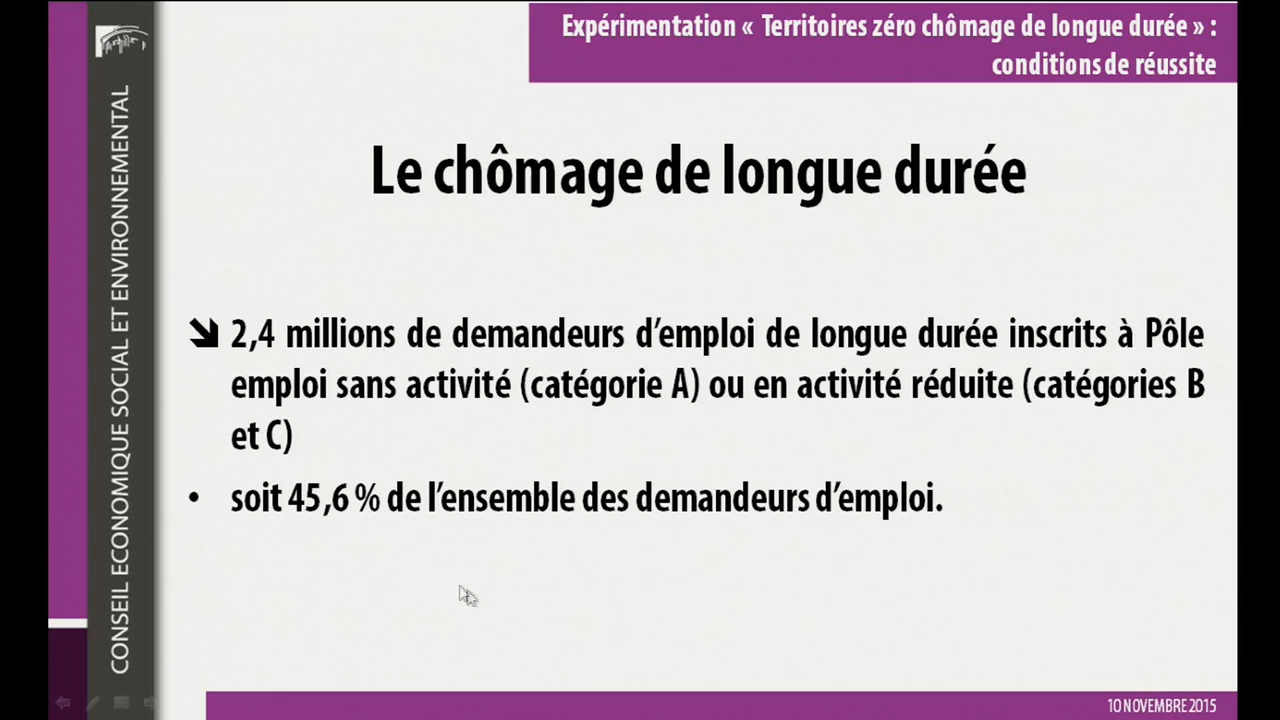 Expérimentation « Territoires zéro chômage de longue durée » :
conditions de réussite
CONSEIL ECONOMIQUE SOCIAL ET ENVIRONNEMENTAL
Le chômage de longue durée
2,4 millions de demandeurs d’emploi de longue durée inscrits à Pôle
emploi sans activité (catégorie A) ou en activité réduite (catégories B
et C)
• soit 45,6 % de l’ensemble des demandeurs d’emploi.
10 NOVEMBRE 2015